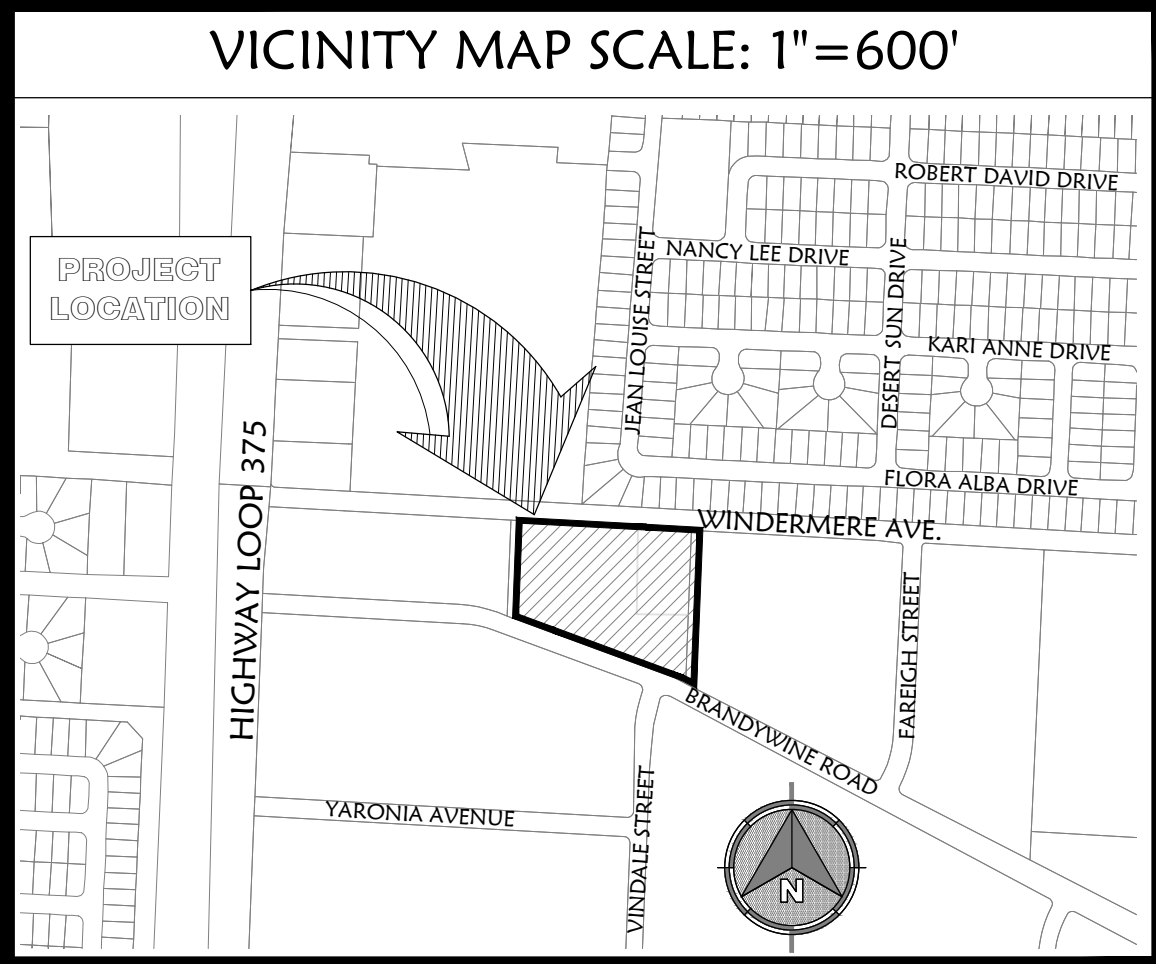 VICINITY MAP SCALE: 1"=600'
ROBERT DAVID DRIVE
NANCY LEE DRIVE
PROJECT
LOCATION
JEAN LOUISE STREET
DESERT SUN DRIVE
KARI ANNE DRIVE
HIGHWAY LOOP 375
FLORA ALBA DRIVE
WINDERMERE AVE.
FAREIGH STREET
BRANDYWINE ROAD
YARONIA AVENUE
VINDALE STREET
N